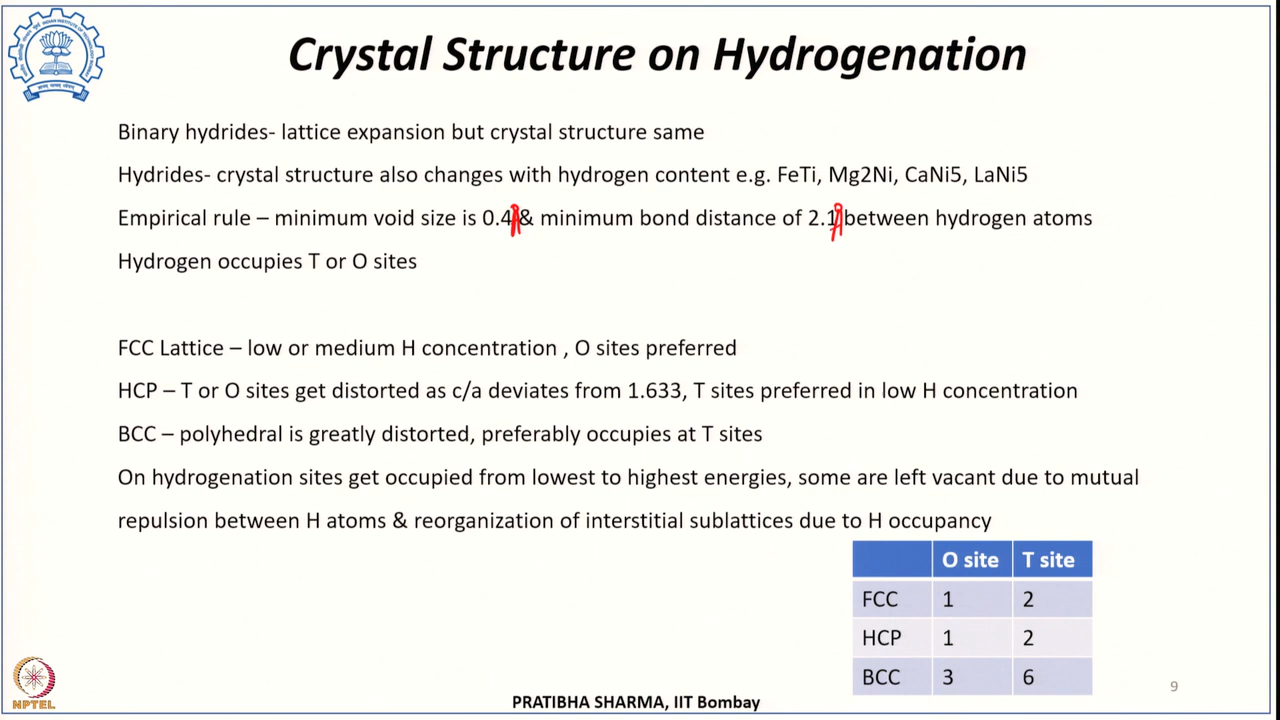 Crystal Structure on Hydrogenation
Binary hydrides- lattice expansion but crystal structure same
Hydrides- crystal structure also changes with hydrogen content e.g. FeTi, Mg2Ni, CaNi5, LaNi5
Empirical rule – minimum void size is 0.4Å & minimum bond distance of 2.1Å between hydrogen atoms
Hydrogen occupies T or O sites
FCC Lattice – low or medium H concentration , O sites preferred
HCP – T or O sites get distorted as c/a deviates from 1.633, T sites preferred in low H concentration
BCC – polyhedral is greatly distorted, preferably occupies at T sites
On hydrogenation sites get occupied from lowest to highest energies, some are left vacant due to mutual
repulsion between H atoms & reorganization of interstitial sublattices due to H occupancy
O site T site
FCC 1 2
HCP 1 2
BCC 3 6
NPTEL
PRATIBHA SHARMA, IIT Bombay
9